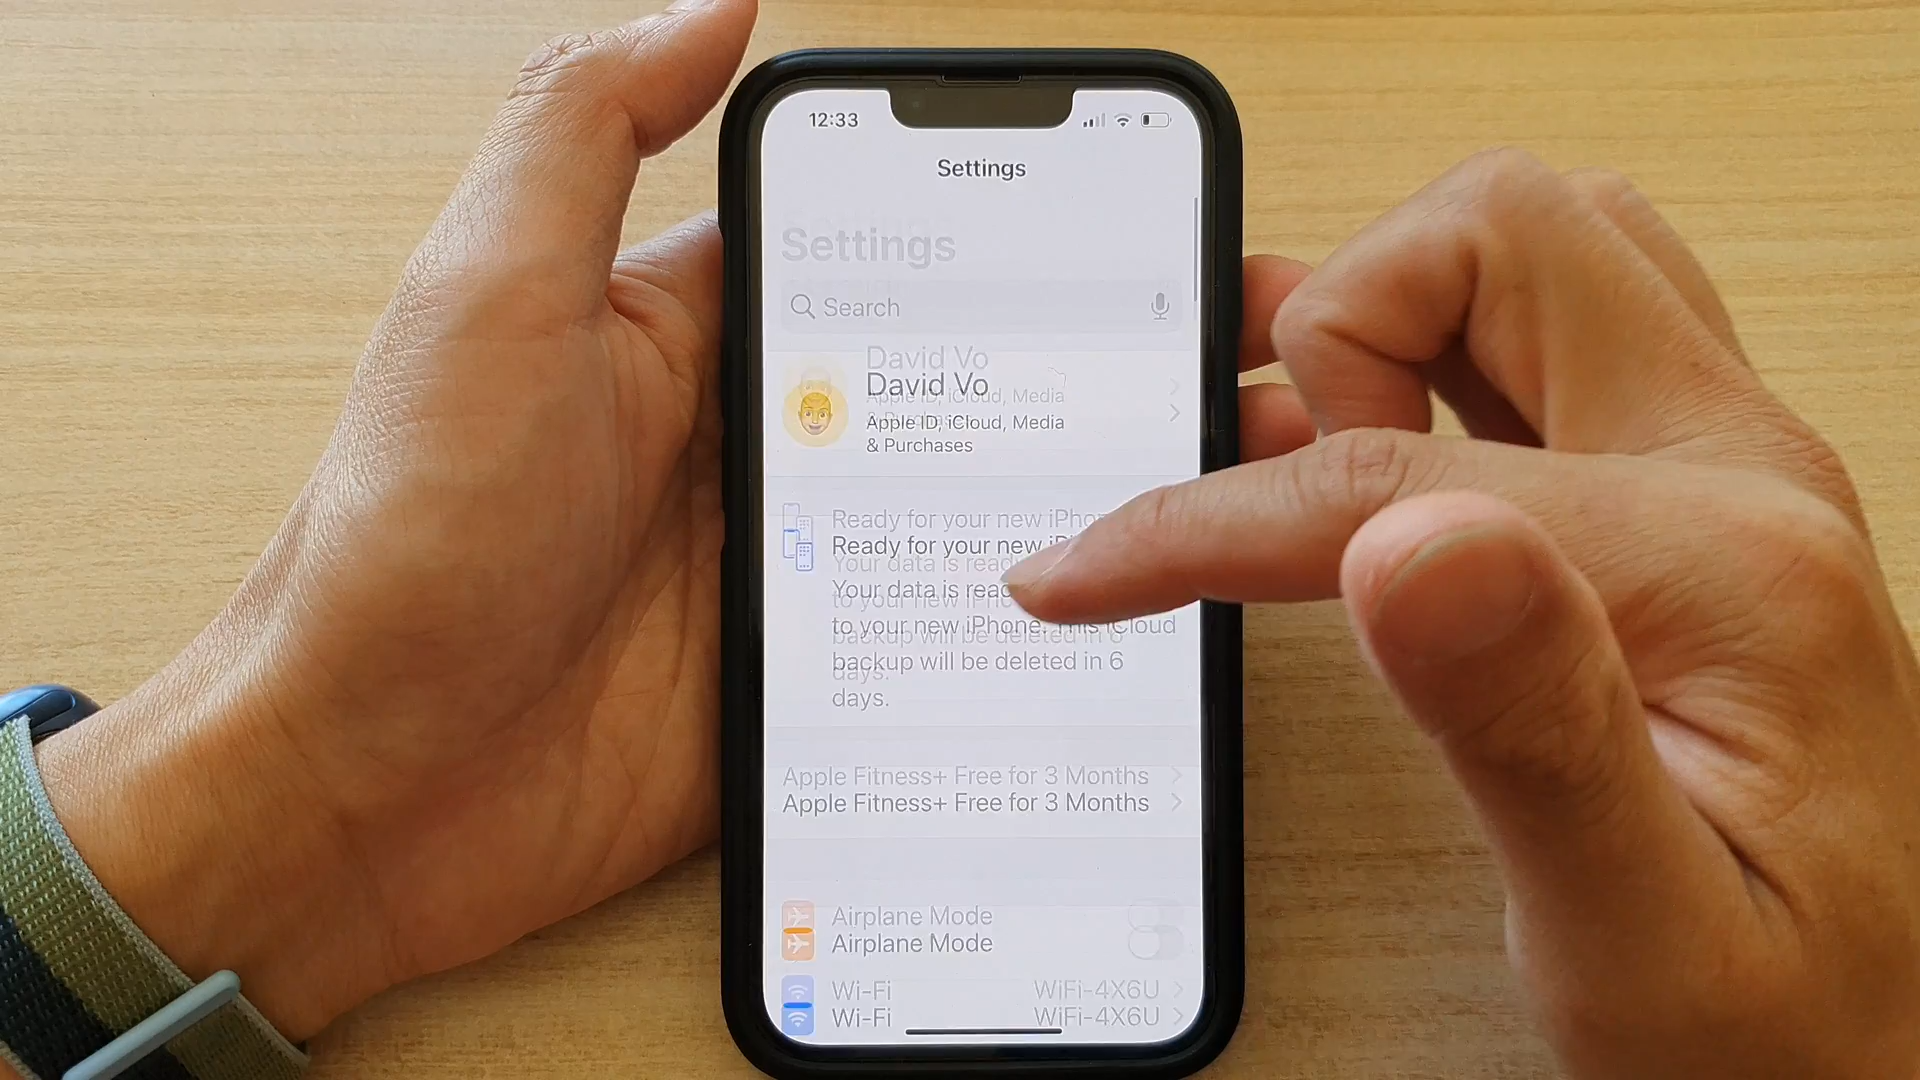 12:33
Settings
Settings
Search
David Vo
David Vo
Apple ID, iCloud, Media
Apple ID, iCloud, Media
& Purchases
Ready for your new iPho
Ready for your new
Your data is read
Your data is read
to your new
to your new iPhone. This iCloud
backup will be deleted in 6
backup will be deleted in 6
days.
days.
Apple Fitness+ Free for 3 Months
Apple Fitness+ Free for 3 Months
Airplane Mode
Airplane Mode
Wi-Fi WiFi-4X6U
Wi-Fi WiFi-4X6U